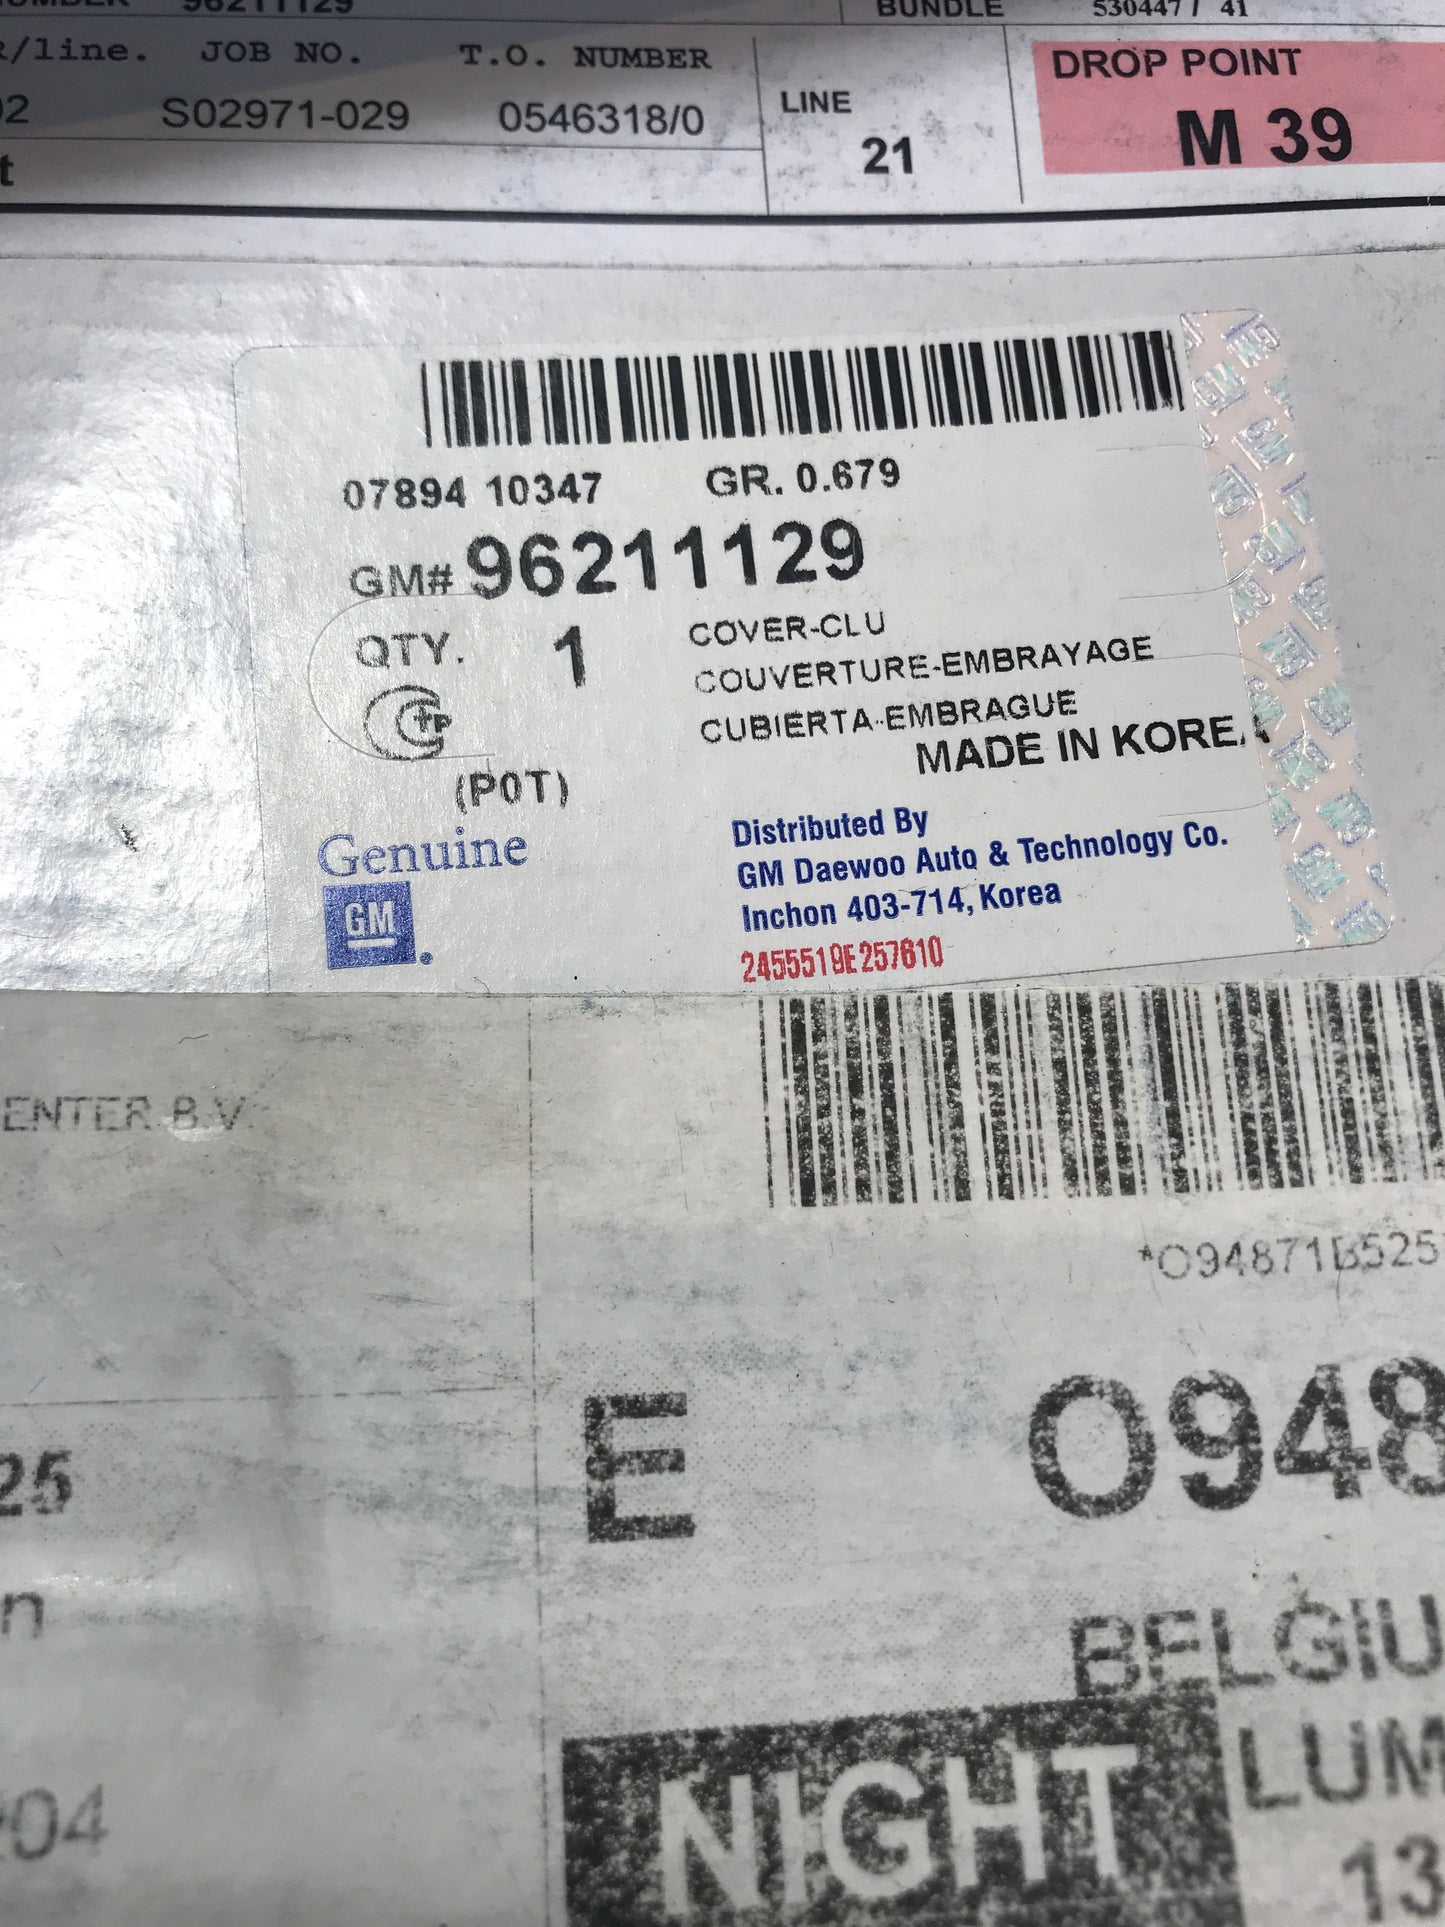 96211129
BUNDLE 530447 / 41
/line. JOB NO. T.O. NUMBER
02 S02971-029 0546318/0
LINE
21
DROP POINT
M 39
t
07894 10347 GR. 0.679
GM# 96211129
QTY. 1
COVER-CLU
COUVERTURE-EMBRAYAGE
CUBIERTA-EMBRAGUE
MADE IN KOREA
(P0T)
Genuine
GM
Distributed By
GM Daewoo Auto & Technology Co.
Inchon 403-714, Korea
2455519E257610
ENTER B.V.
*O94871B525
25
E O948
n
BELGIU
NIGHT
LUM
04
13